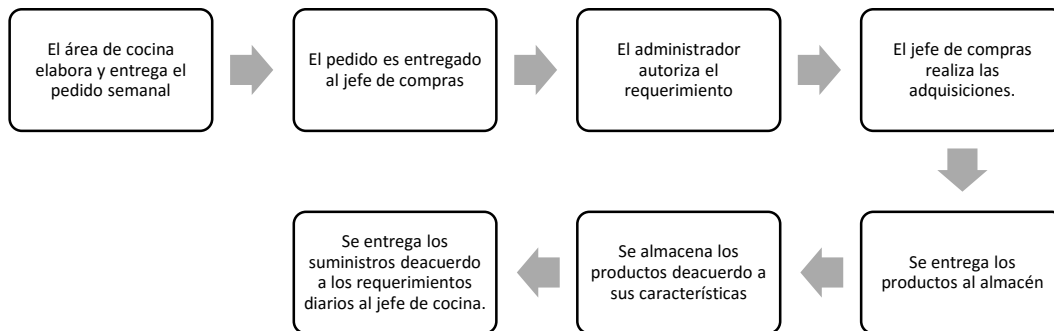 El área de cocina
elabora y entrega el
pedido semanal
El pedido es entregado
al jefe de compras
El administrador
autoriza el
requerimiento
El jefe de compras
realiza las
adquisiciones.
Se entrega los
productos al almacén
Se almacena los
productos deacuerdo a
sus características
Se entrega los
suministros deacuerdo
a los requerimientos
diarios al jefe de cocina.